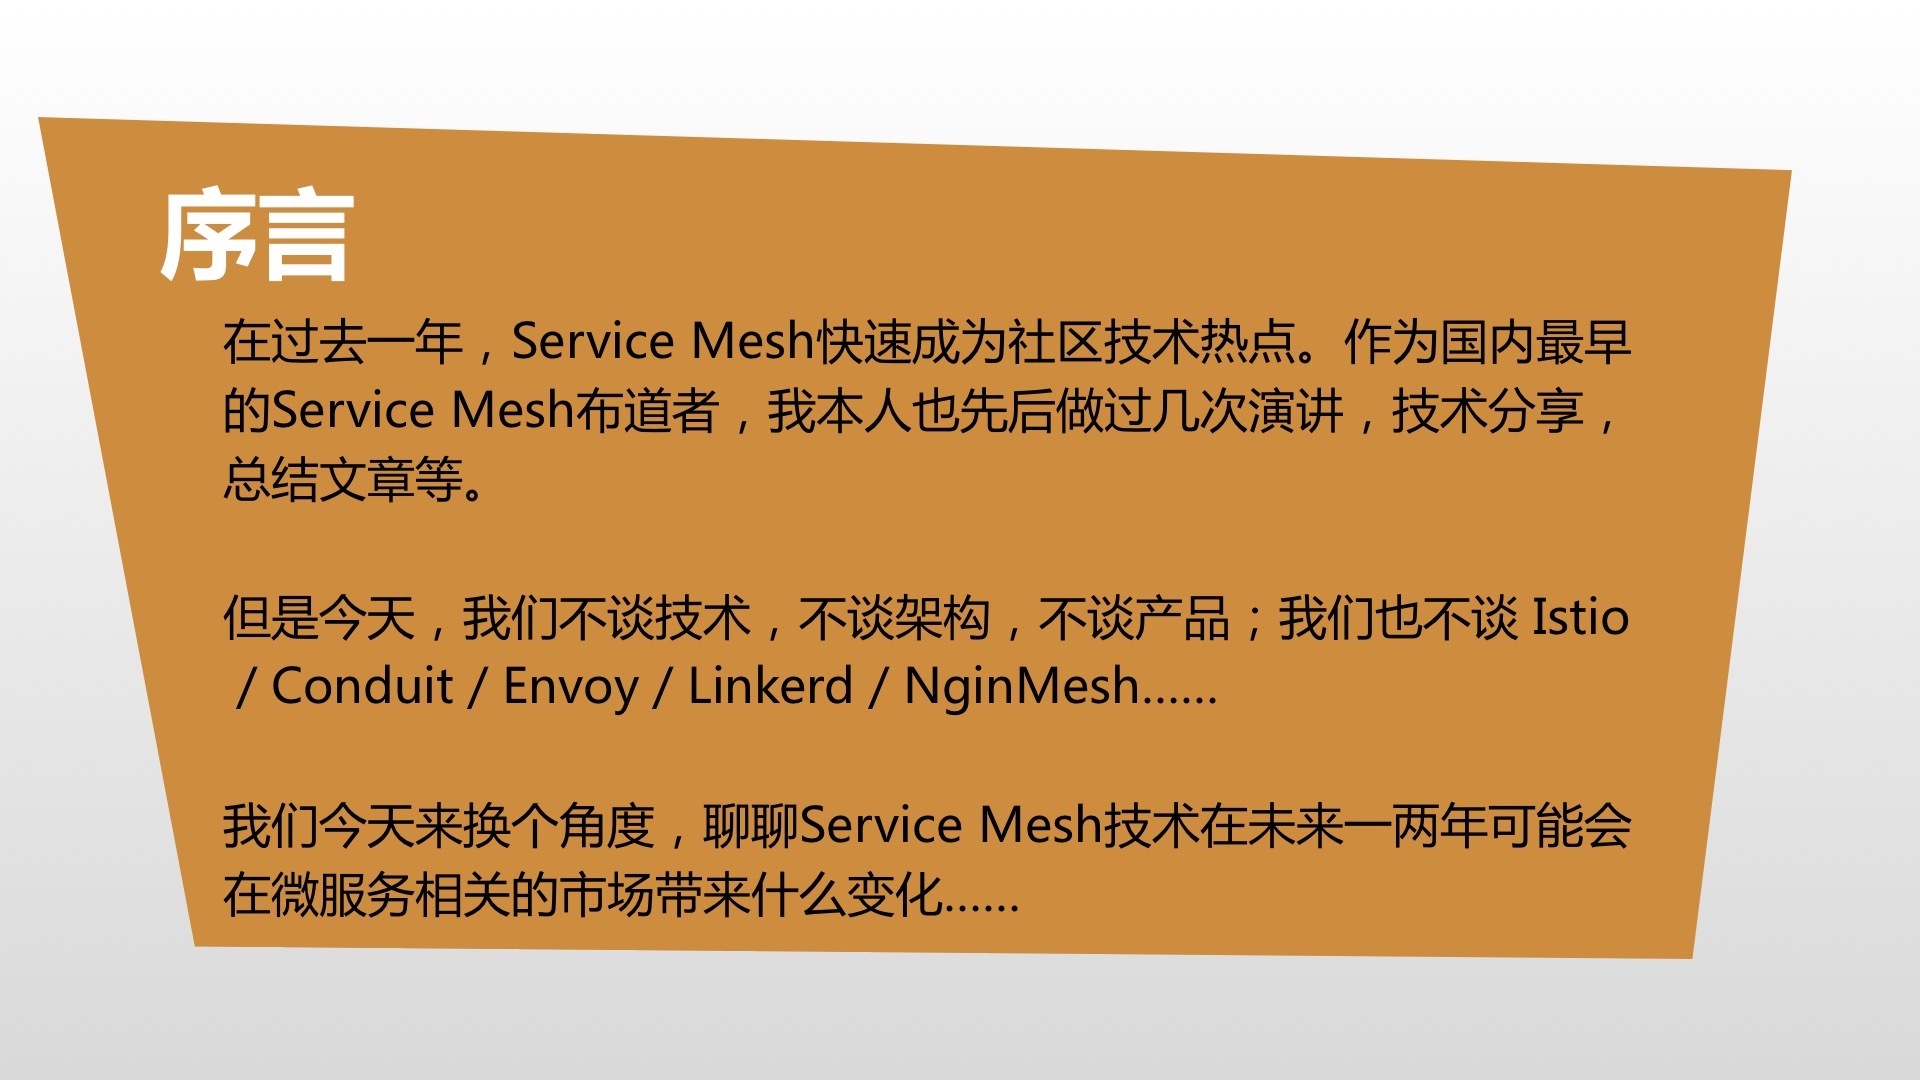 序言
在过去一年，Service Mesh快速成为社区技术热点。作为国内最早
的Service Mesh布道者，我本人也先后做过几次演讲，技术分享，
总结文章等。
但是今天，我们不谈技术，不谈架构，不谈产品；我们也不谈 Istio
/ Conduit / Envoy / Linkerd / NginMesh……
我们今天来换个角度，聊聊Service Mesh技术在未来一两年可能会
在微服务相关的市场带来什么变化……